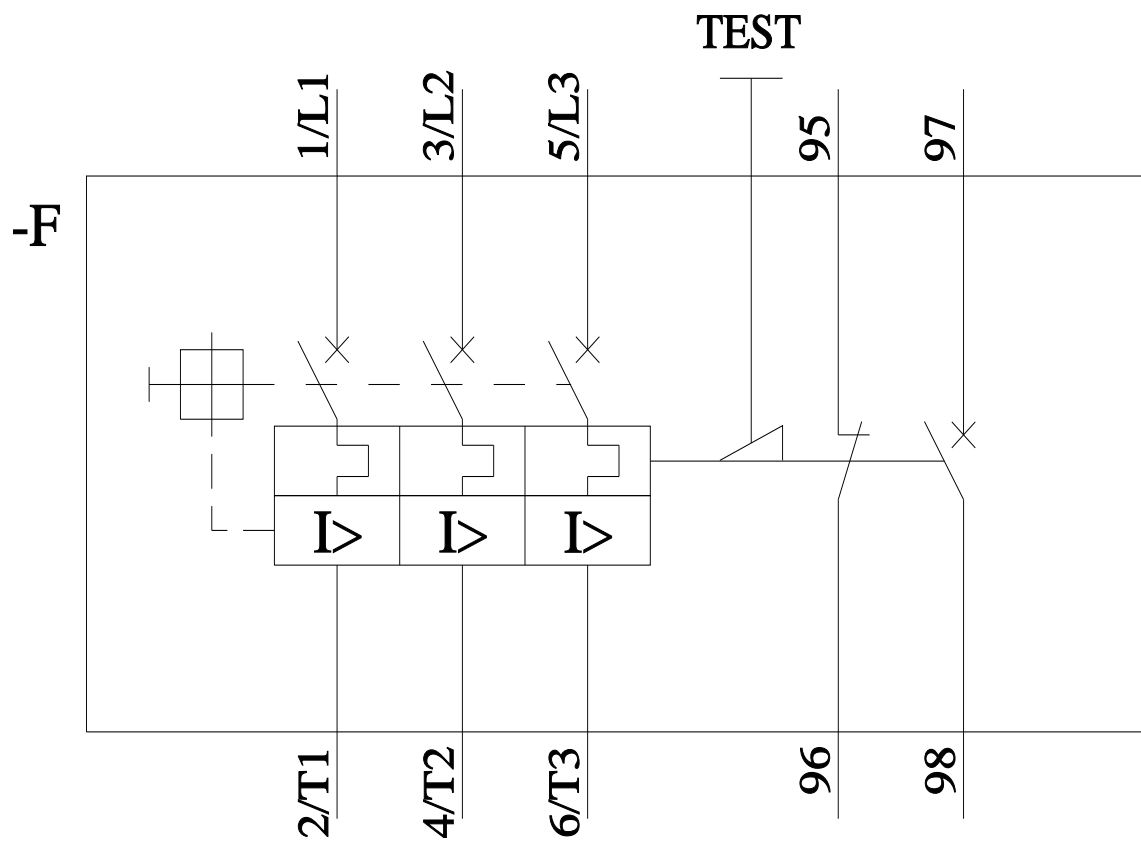 TEST
1/L1
3/L2
5/L3
95
97
-F
I>
I>
I>
2/T1
4/T2
6/T3
96
98